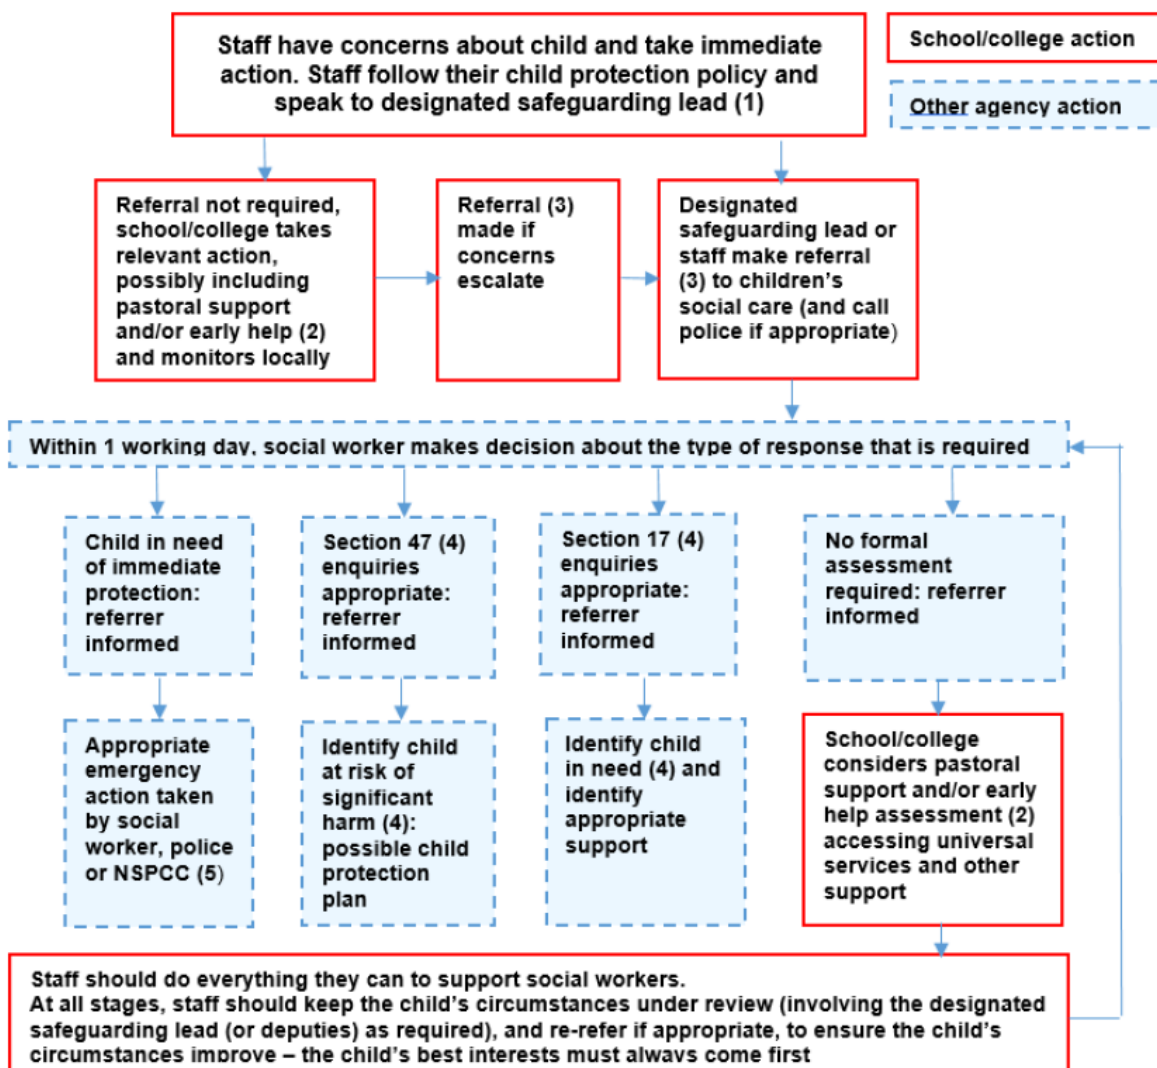 Staff have concerns about child and take immediate
action. Staff follow their child protection policy and
speak to designated safeguarding lead (1)
School/college action
Other agency action
Referral not required,
school/college takes
relevant action,
possibly including
pastoral support
and/or early help (2)
and monitors locally
Referral (3)
made if
concerns
escalate
Designated
safeguarding lead or
staff make referral
(3) to children’s
social care (and call
police if appropriate)
Within 1 working day, social worker makes decision about the type of response that is required
Child in need
of immediate
protection:
referrer
informed
Section 47 (4)
enquiries
appropriate:
referrer
informed
Section 17 (4)
enquiries
appropriate:
referrer
informed
No formal
assessment
required: referrer
informed
Appropriate
emergency
action taken
by social
worker, police
or NSPCC (5)
Identify child
at risk of
significant
harm (4):
possible child
protection
plan
Identify child
in need (4) and
identify
appropriate
support
School/college
considers pastoral
support and/or early
help assessment (2)
accessing universal
services and other
support
Staff should do everything they can to support social workers.
At all stages, staff should keep the child’s circumstances under review (involving the designated
safeguarding lead (or deputies) as required), and re-refer if appropriate, to ensure the child’s
circumstances improve – the child’s best interests must always come first